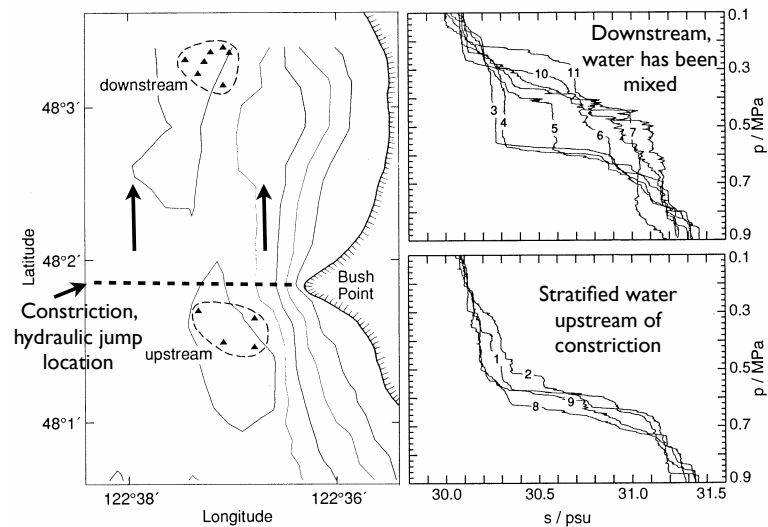 downstream
48°3′
48°2′
48°1′
Latitude
Constriction,
hydraulic jump
location
Bush
Point
upstream
122°38′
122°36′
Longitude
Downstream,
water has been
mixed
11
10
3
4
5
6
7
0.1
0.3
0.5
0.7
0.9
p / MPa
Stratified water
upstream of
constriction
1
2
9
8
0.1
0.3
0.5
0.7
0.9
p / MPa
30.0
30.5
31.0
31.5
s / psu